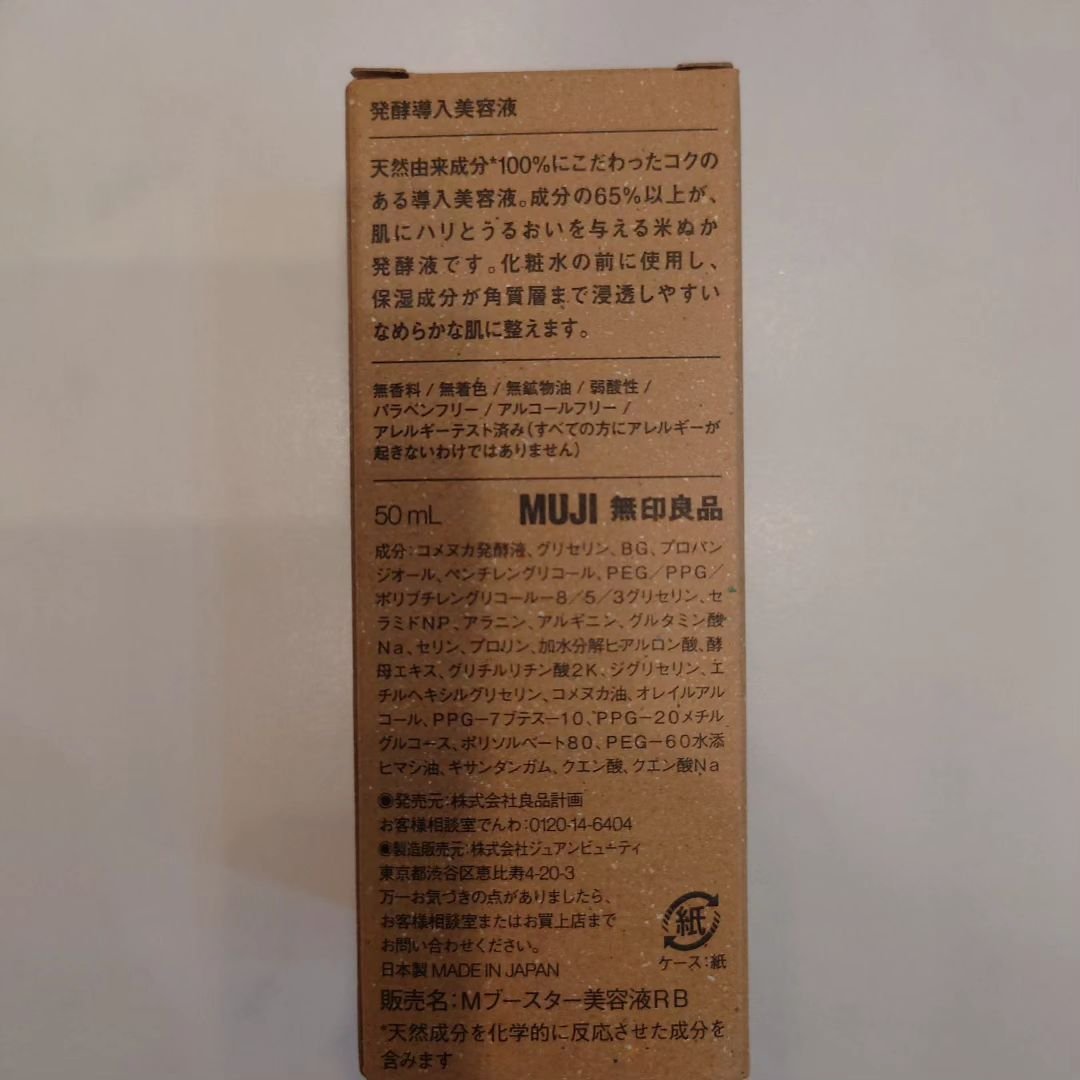 発酵導入美容液
天然由来成分*100%にこだわったコクの
ある導入美容液。成分の65%以上が、
肌にハリとうるおいを与える米ぬか
発酵液です。化粧水の前に使用し、
保湿成分が角質層まで浸透しやすい
なめらかな肌に整えます。
無香料 / 無着色 / 無鉱物油 / 弱酸性 /
パラベンフリー / アルコールフリー /
アレルギーテスト済み(すべての方にアレルギーが
起きないわけではありません)
50 mL MUJI 無印良品
成分:コメヌカ発酵液、グリセリン、BG、プロパン
ジオール、ペンチレングリコール、PEG/PPG/
ポリブチレングリコール-8/5/3グリセリン、セ
ラミドNP、アラニン、アルギニン、グルタミン酸
Na、セリン、プロリン、加水分解ヒアルロン酸、酵
母エキス、グリチルリチン酸2K、ジグリセリン、エ
チルヘキシルグリセリン、コメヌカ油、オレイルアル
コール、PPG-7ブテス-10、PPG-20メチル
グルコース、ポリソルベート80、PEG-60水添
ヒマシ油、キサンタンガム、クエン酸、クエン酸Na
◉発売元:株式会社良品計画
お客様相談室でんわ:0120-14-6404
◉製造販売元:株式会社ジュアンビューティ
東京都渋谷区恵比寿4-20-3
万一お気づきの点がありましたら、
お客様相談室またはお買上店まで
お問い合わせください。
日本製 MADE IN JAPAN
紙
ケース:紙
販売名:Mブースター美容液RB
*天然成分を化学的に反応させた成分を
含みます